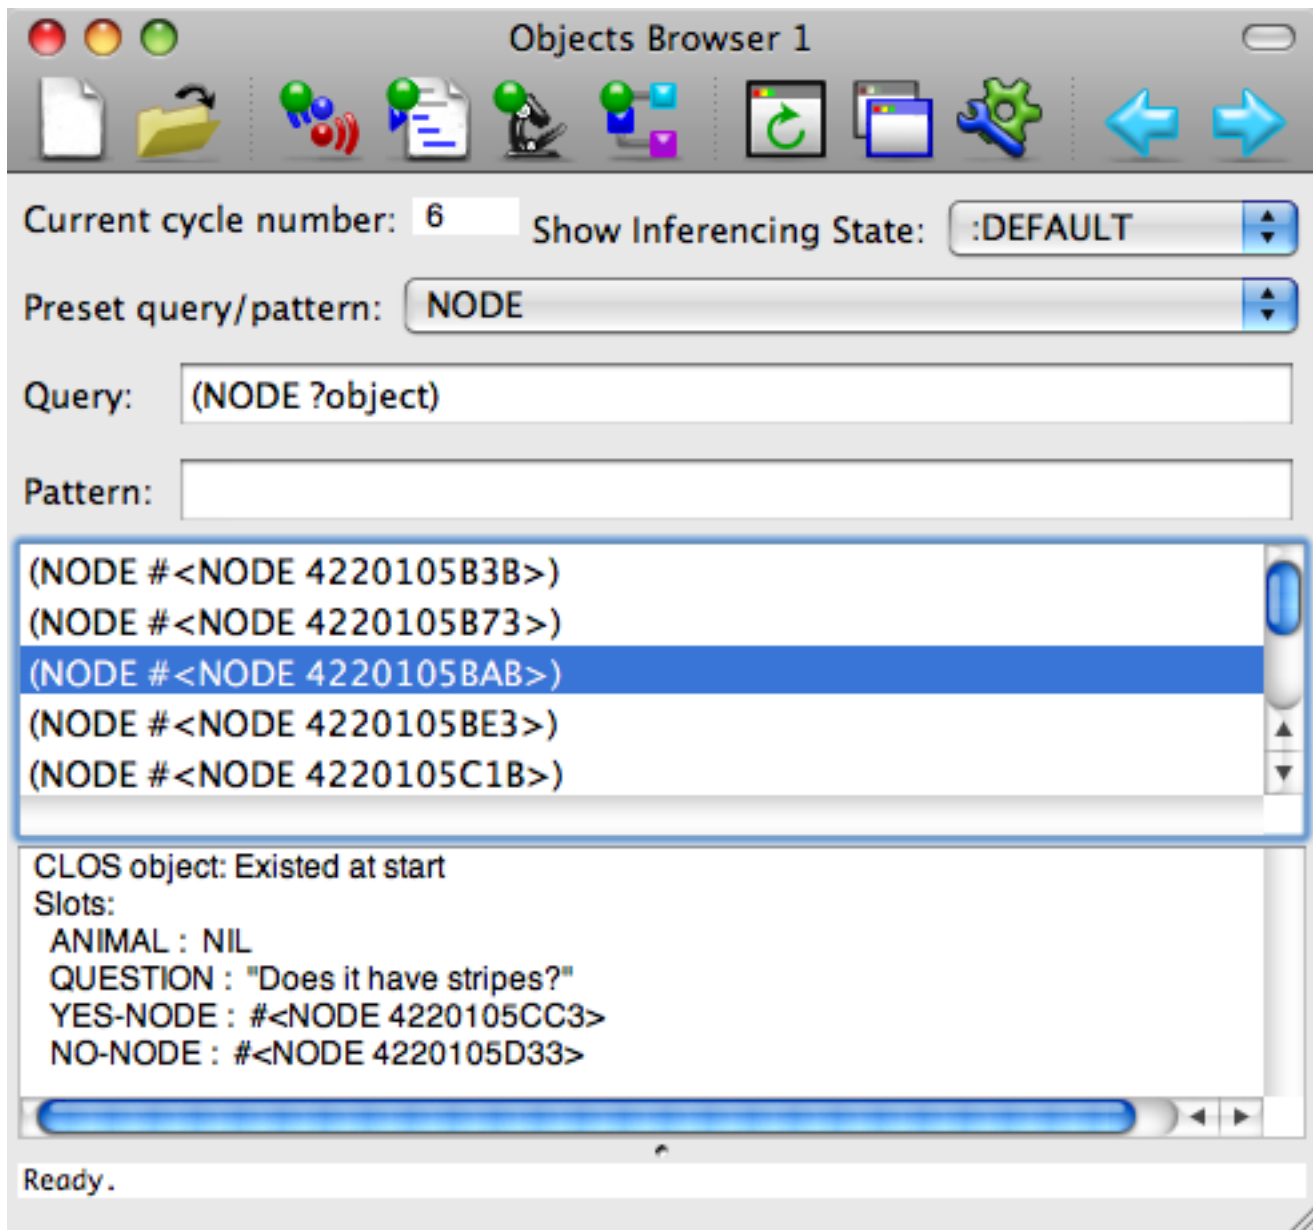 Objects Browser 1
Current cycle number: 6 Show Inferencing State: :DEFAULT
Preset query/pattern: NODE
Query: (NODE ?object)
Pattern:
(NODE #<NODE 4220105B3B>)
(NODE #<NODE 4220105B73>)
(NODE #<NODE 4220105BAB>)
(NODE #<NODE 4220105BE3>)
(NODE #<NODE 4220105C1B>)
CLOS object: Existed at start
Slots:
ANIMAL : NIL
QUESTION : "Does it have stripes?"
YES-NODE : #<NODE 4220105CC3>
NO-NODE : #<NODE 4220105D33>
Ready.